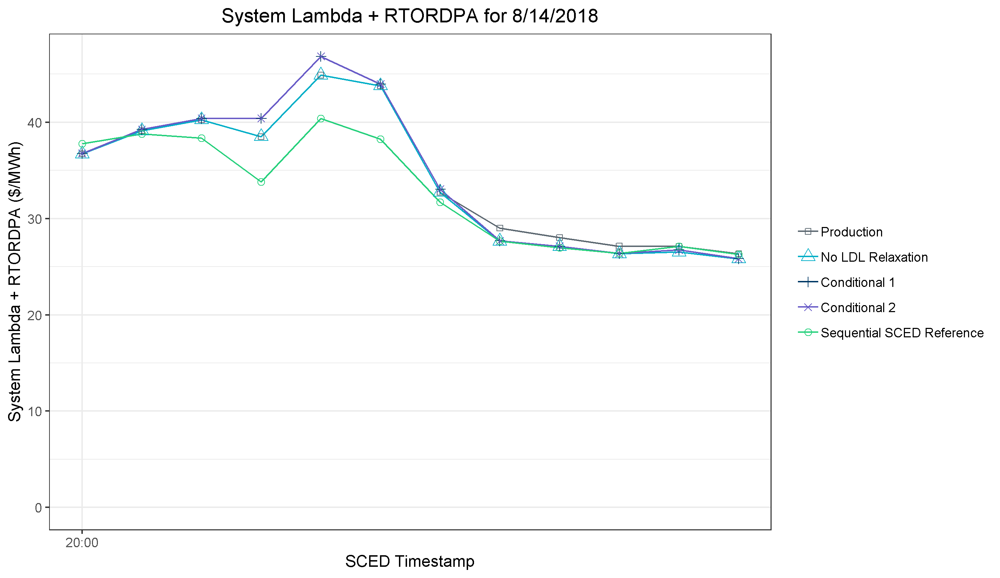 System Lambda + RTORDPA for 8/14/2018
System Lambda + RTORDPA ($/MWh)
40
30
20
10
0
20:00
SCED Timestamp
Production
No LDL Relaxation
Conditional 1
Conditional 2
Sequential SCED Reference